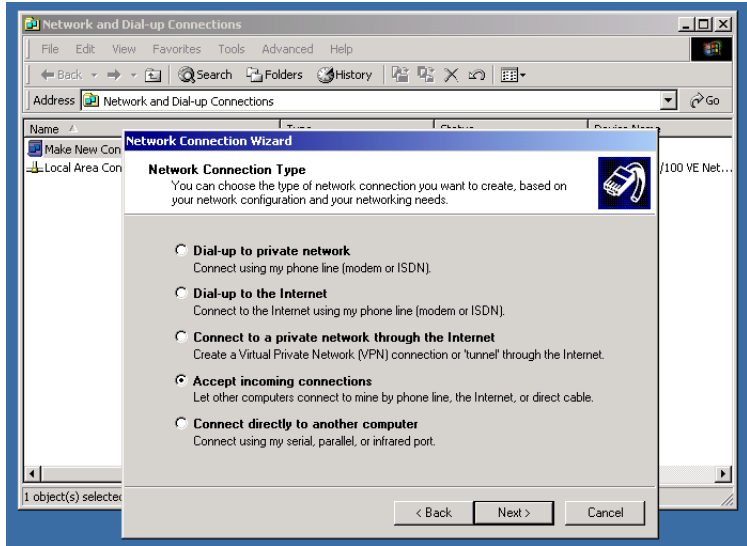 Network and Dial-up Connections
File Edit View Favorites Tools Advanced Help
Back Search Folders History
Address Network and Dial-up Connections Go
Name
Make New Con
Local Area Con /100 VE Net...
Network Connection Wizard
Network Connection Type
You can choose the type of network connection you want to create, based on
your network configuration and your networking needs.
Dial-up to private network
Connect using my phone line (modem or ISDN).
Dial-up to the Internet
Connect to the Internet using my phone line (modem or ISDN).
Connect to a private network through the Internet
Create a Virtual Private Network (VPN) connection or 'tunnel' through the Internet.
Accept incoming connections
Let other computers connect to mine by phone line, the Internet, or direct cable.
Connect directly to another computer
Connect using my serial, parallel, or infrared port.
1 object(s) selected
< Back Next > Cancel